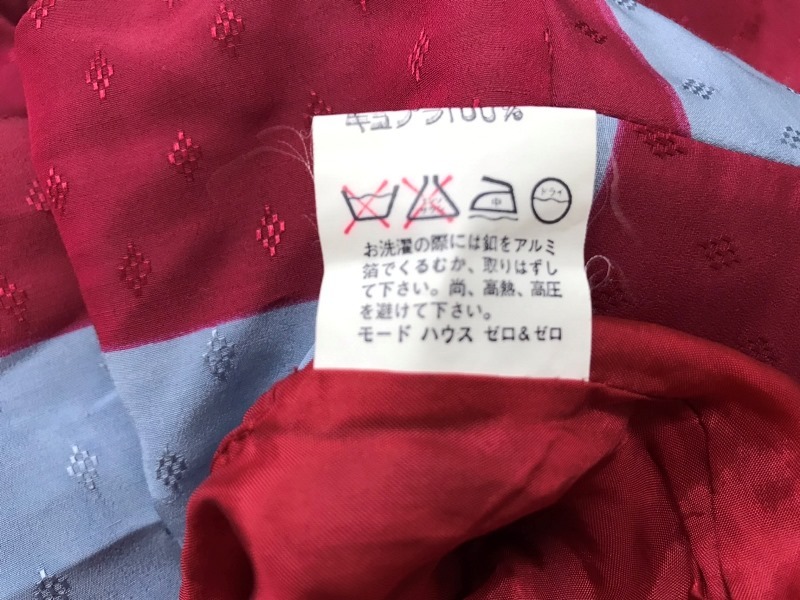 キュプラ100%
中
ドライ
お洗濯の際には釦をアルミ
箔でくるむか、取りはずし
て下さい。尚、高熱、高圧
を避けて下さい。
モード ハウス ゼロ&ゼロ